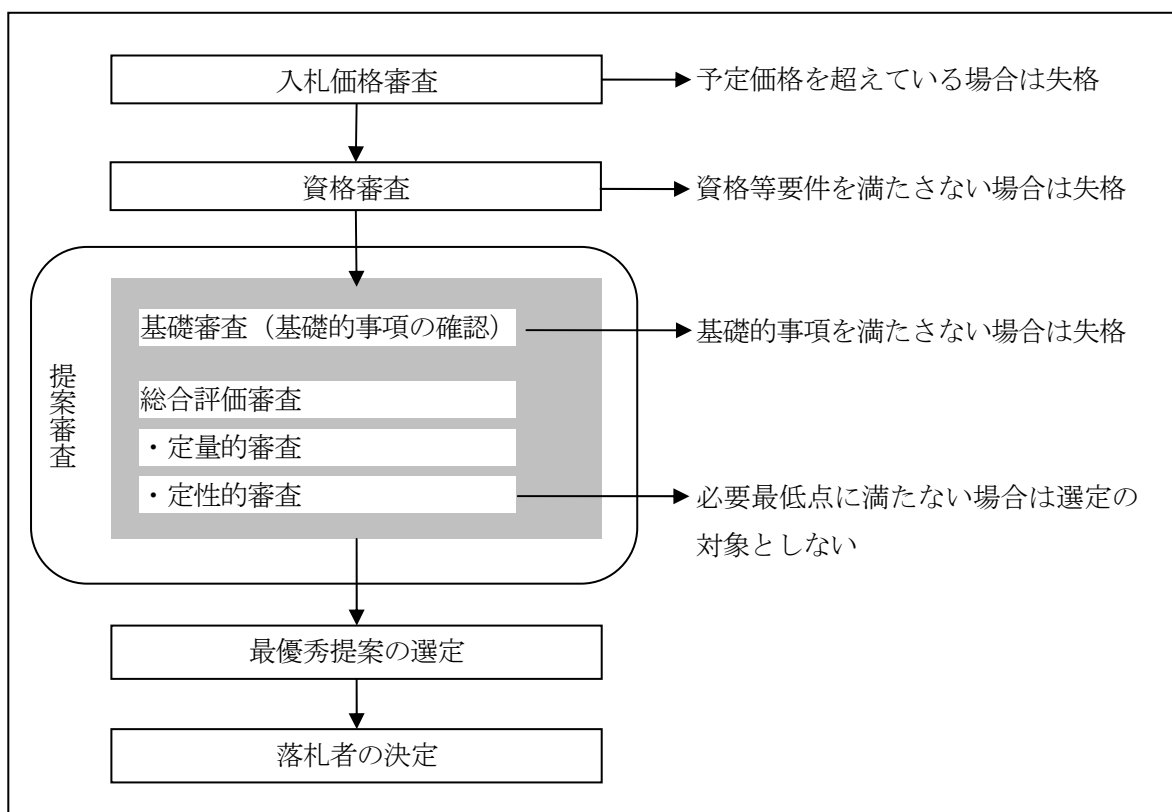 入札価格審査
予定価格を超えている場合は失格
資格審査
資格等要件を満たさない場合は失格
提案審査
基礎審査（基礎的事項の確認）
基礎的事項を満たさない場合は失格
総合評価審査
・定量的審査
・定性的審査
必要最低点に満たない場合は選定の
対象としない
最優秀提案の選定
落札者の決定